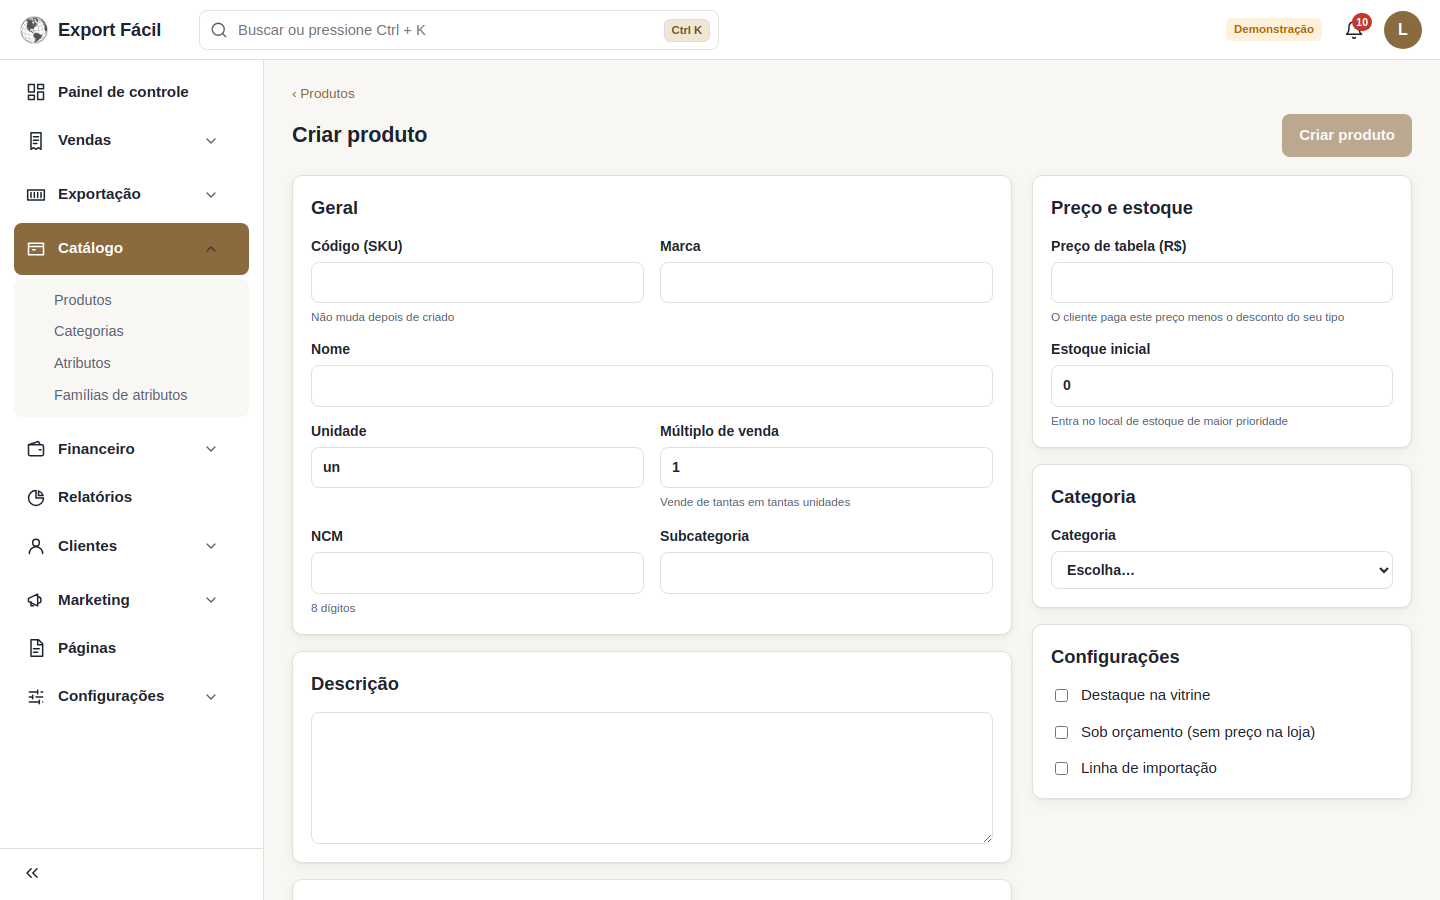 Export Fácil
Buscar ou pressione Ctrl + K
Ctrl K
Demonstração
10
L
Painel de controle
Vendas
Exportação
Catálogo
Produtos
Categorias
Atributos
Famílias de atributos
Financeiro
Relatórios
Clientes
Marketing
Páginas
Configurações
‹ Produtos
Criar produto
Criar produto
Geral
Código (SKU)
Marca
Não muda depois de criado
Nome
Unidade
Múltiplo de venda
un
1
Vende de tantas em tantas unidades
NCM
Subcategoria
8 dígitos
Descrição
Preço e estoque
Preço de tabela (R$)
O cliente paga este preço menos o desconto do seu tipo
Estoque inicial
0
Entra no local de estoque de maior prioridade
Categoria
Categoria
Escolha…
Configurações
Destaque na vitrine
Sob orçamento (sem preço na loja)
Linha de importação